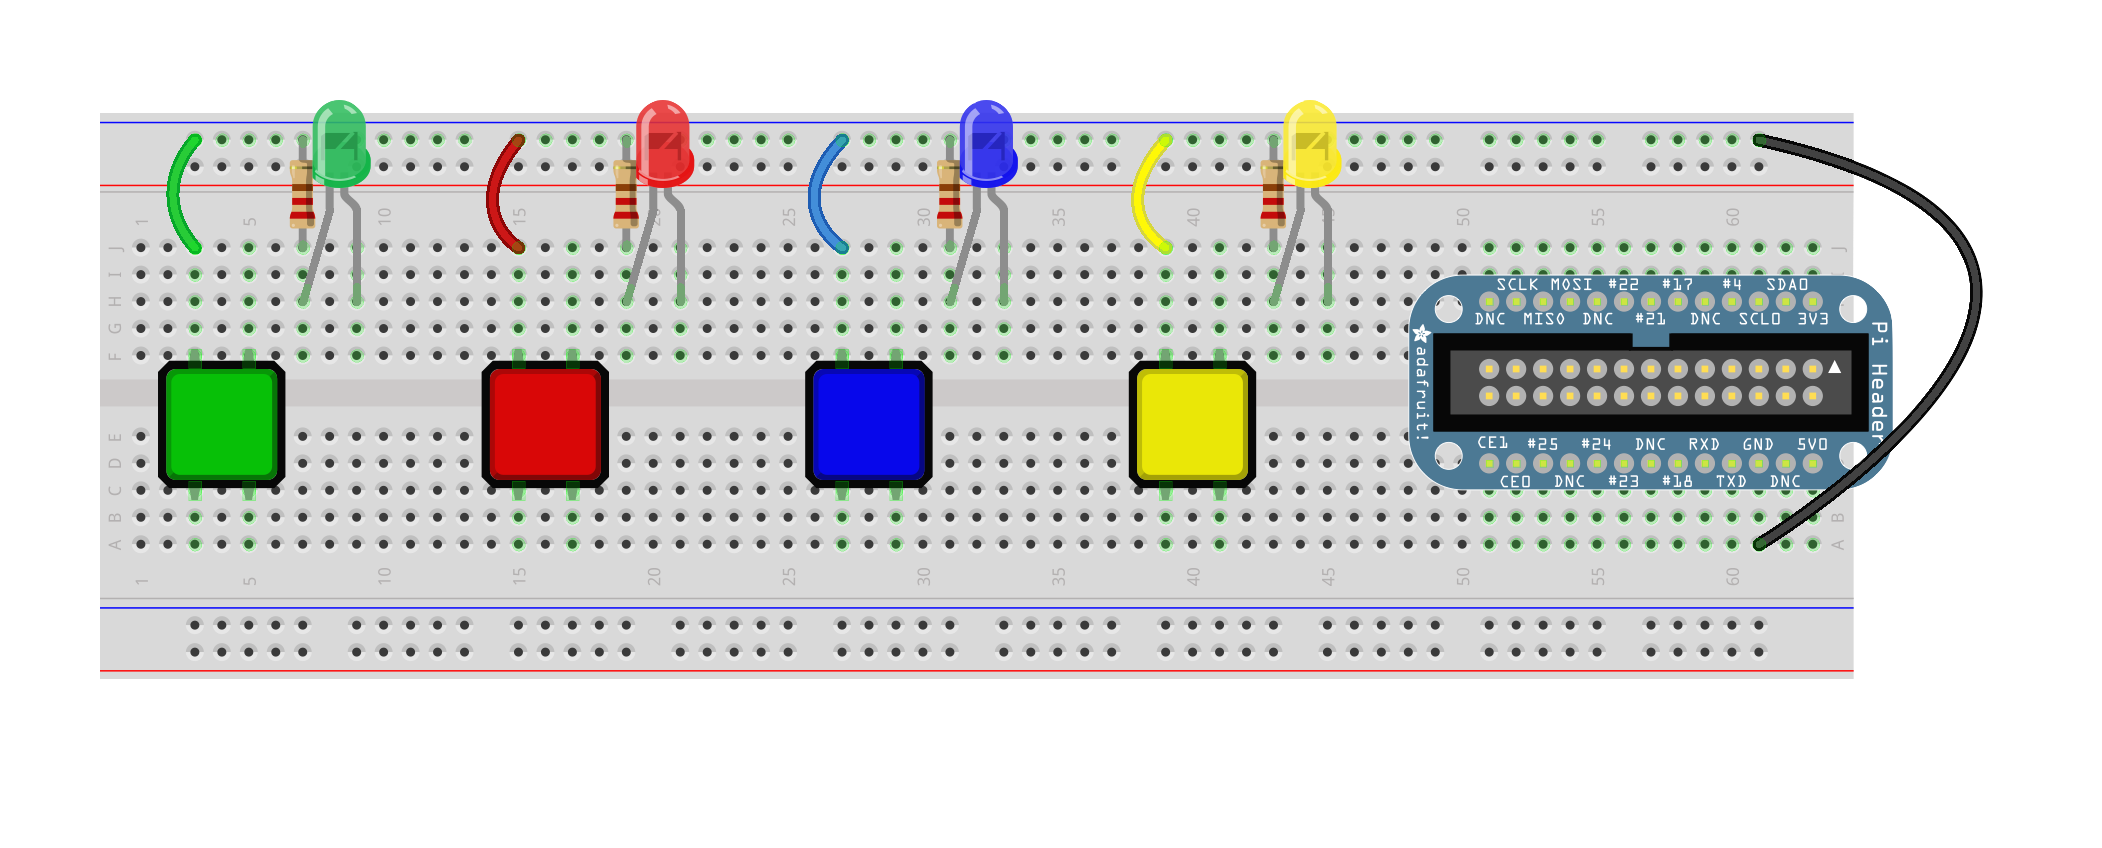 1 5 10 15 20 25 30 35 40 45 50 55 60
J J
I
H
G
F
SCLK MOSI #22 #17 #4 SDA0
DNC MISO DNC #21 DNC SCL0 3V3
adafruit!
Pi Header
E
D
C
B B
A A
CE1 #25 #24 DNC RXD GND 5V0
CE0 DNC #23 #18 TXD DNC
1 5 10 15 20 25 30 35 40 45 50 55 60